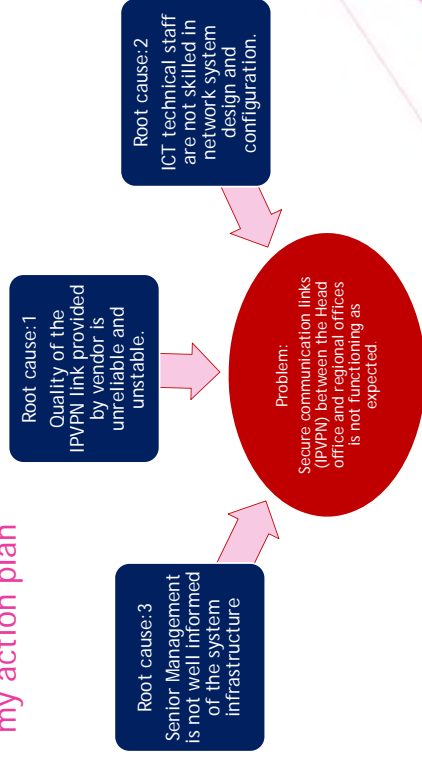 my action plan
Root cause:3
Senior Management
is not well informed
of the system
infrastructure
Root cause:1
Quality of the
IPVPN link provided
by vendor is
unreliable and
unstable.
Root cause:2
ICT technical staff
are not skilled in
network system
design and
configuration.
Problem:
Secure communication links
(IPVPN) between the Head
office and regional offices
is not functioning as
expected.